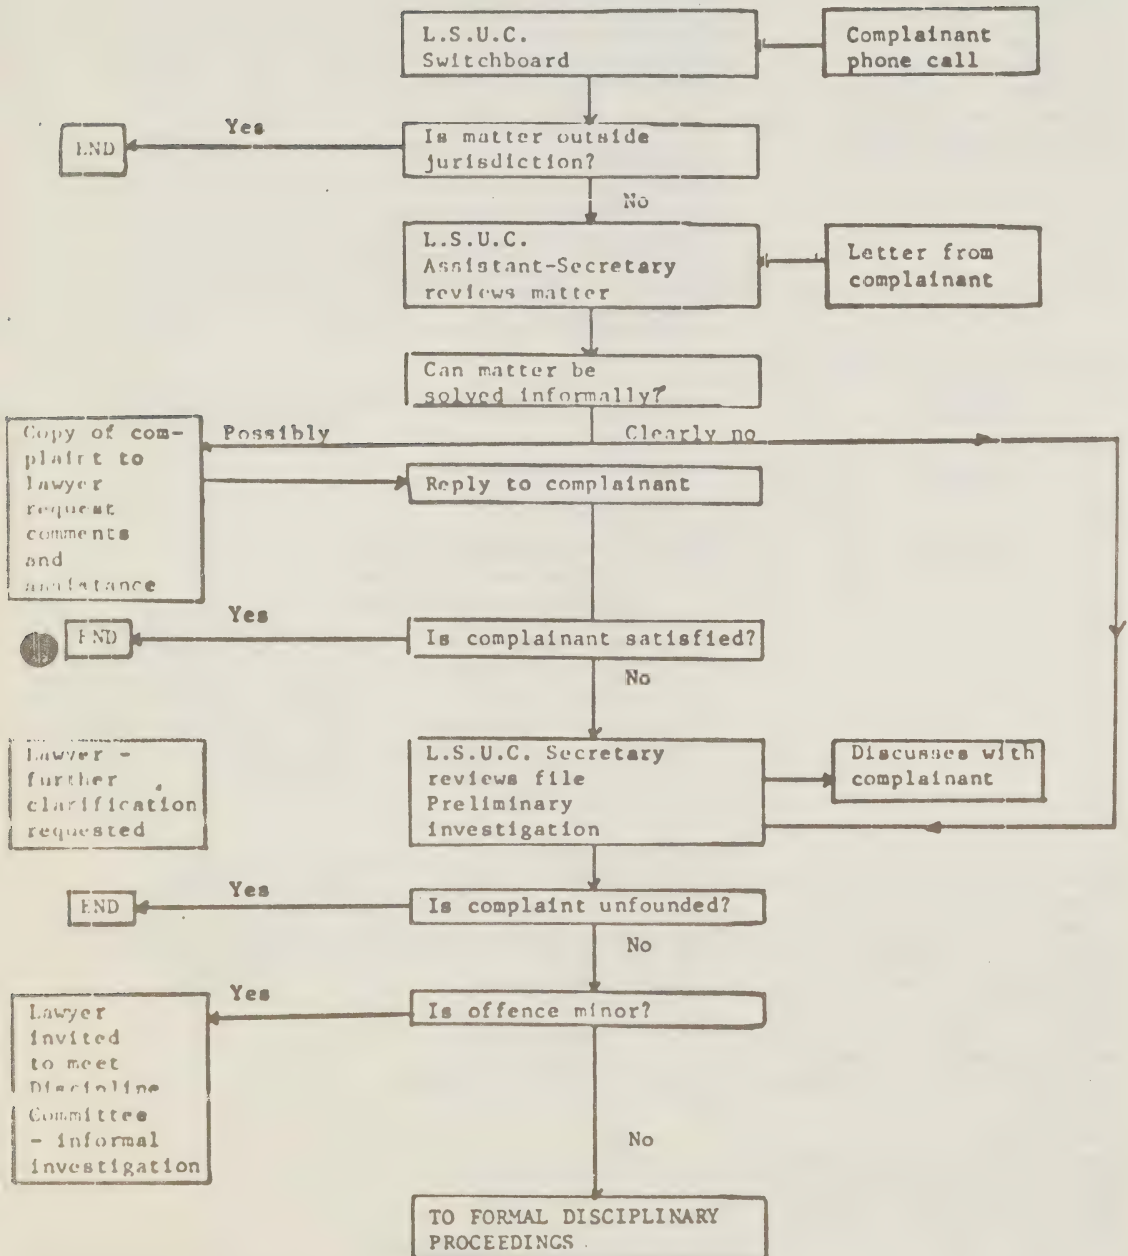 L.S.U.C.
Switchboard
Complainant
phone call
END
Yes
Is matter outside
jurisdiction?
No
L.S.U.C.
Assistant-Secretary
reviews matter
Letter from
complainant
Can matter be
solved informally?
Copy of com-
plaint to
lawyer
request
comments
and
assistance
Possibly
Clearly no
Reply to complainant
END
Yes
Is complainant satisfied?
No
Lawyer -
further
clarification
requested
L.S.U.C. Secretary
reviews file
Preliminary
investigation
Discusses with
complainant
END
Yes
Is complaint unfounded?
No
Lawyer
invited
to meet
Discipline
Committee
- informal
investigation
Yes
Is offence minor?
No
TO FORMAL DISCIPLINARY
PROCEEDINGS